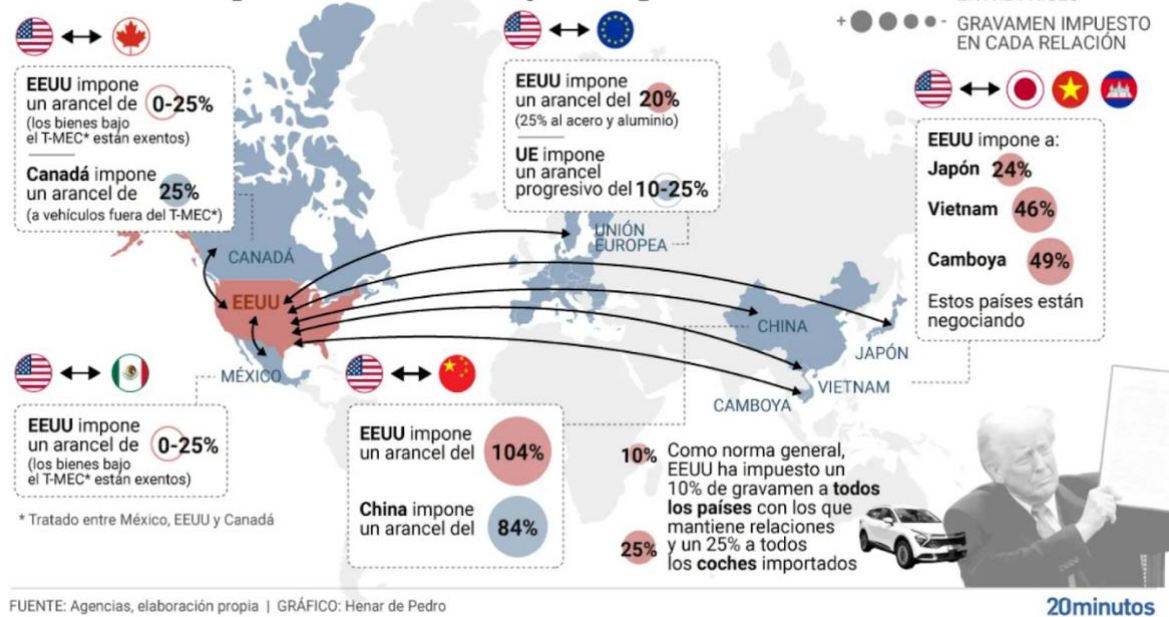 GRAVAMEN IMPUESTO
EN CADA RELACIÓN
EEUU impone
un arancel de 0-25%
(los bienes bajo
el T-MEC* están exentos)
Canadá impone
un arancel de 25%
(a vehículos fuera del T-MEC*)
EEUU impone
un arancel del 20%
(25% al acero y aluminio)
UE impone
un arancel
progresivo del 10-25%
EEUU impone a:
Japón 24%
Vietnam 46%
Camboya 49%
Estos países están
negociando
CANADÁ
EEUU
MÉXICO
UNIÓN
EUROPEA
CHINA
JAPÓN
VIETNAM
CAMBOYA
EEUU impone
un arancel de 0-25%
(los bienes bajo
el T-MEC* están exentos)
* Tratado entre México, EEUU y Canadá
EEUU impone
un arancel del 104%
China impone
un arancel del 84%
10% Como norma general,
EEUU ha impuesto un
10% de gravamen a todos
los países con los que
mantiene relaciones
25% y un 25% a todos
los coches importados
FUENTE: Agencias, elaboración propia | GRÁFICO: Henar de Pedro
20minutos